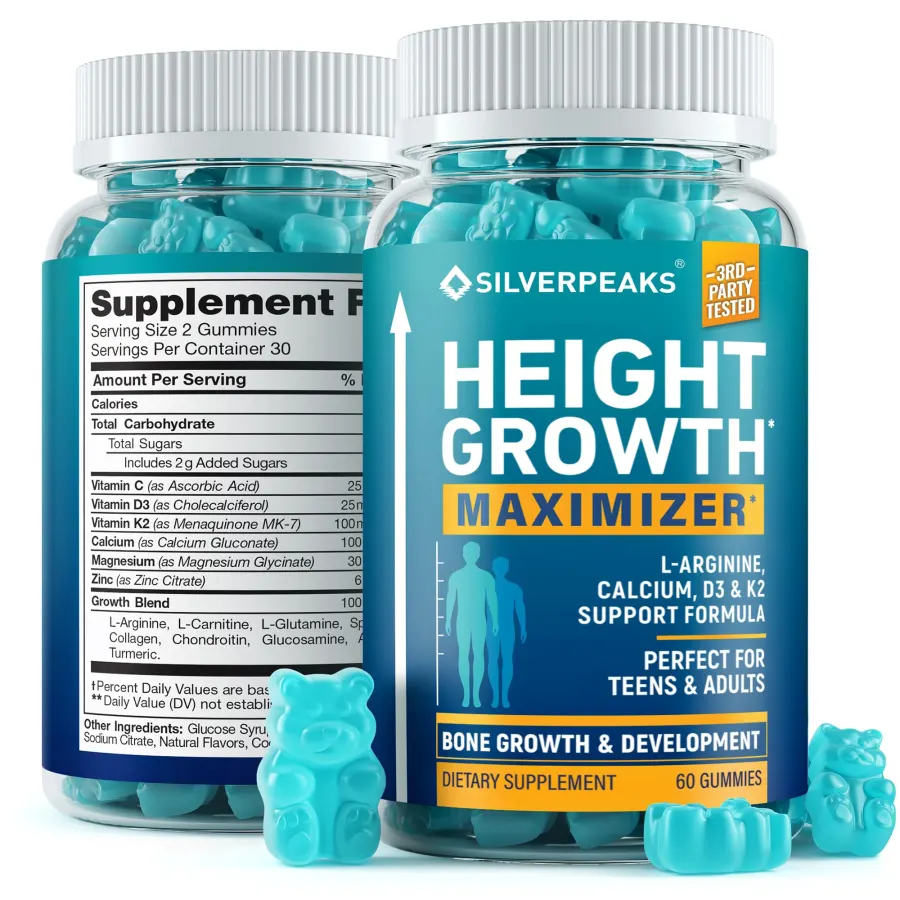 Supplement
Serving Size 2 Gummies
Servings Per Container 30
Amount Per Serving %
Calories
Total Carbohydrate
Total Sugars
Includes 2g Added Sugars
Vitamin C (as Ascorbic Acid) 25
Vitamin D3 (as Cholecalciferol) 25
Vitamin K2 (as Menaquinone MK-7) 100
Calcium (as Calcium Gluconate) 100
Magnesium (as Magnesium Glycinate) 30
Zinc (as Zinc Citrate) 6
Growth Blend 100
L-Arginine, L-Carnitine, L-Glutamine,
Collagen, Chondroitin, Glucosamine,
Turmeric.
†Percent Daily Values are
**Daily Value (DV) not
Other Ingredients: Glucose
Sodium Citrate, Natural Flavors,
SILVERPEAKS®
-3RD-
PARTY
TESTED
HEIGHT
GROWTH*
MAXIMIZER*
L-ARGININE,
CALCIUM, D3 & K2
SUPPORT FORMULA
PERFECT FOR
TEENS & ADULTS
BONE GROWTH & DEVELOPMENT
DIETARY SUPPLEMENT 60 GUMMIES